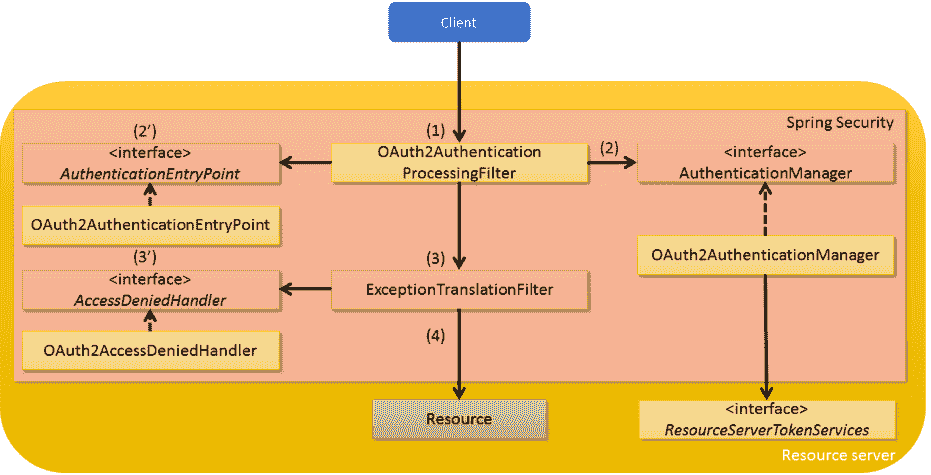 Client
Spring Security
(2’)
<interface>
AuthenticationEntryPoint
(1)
OAuth2Authentication
ProcessingFilter
(2)
<interface>
AuthenticationManager
OAuth2AuthenticationEntryPoint
OAuth2AuthenticationManager
(3’)
<interface>
AccessDeniedHandler
(3)
ExceptionTranslationFilter
OAuth2AccessDeniedHandler
(4)
Resource
<interface>
ResourceServerTokenServices
Resource server